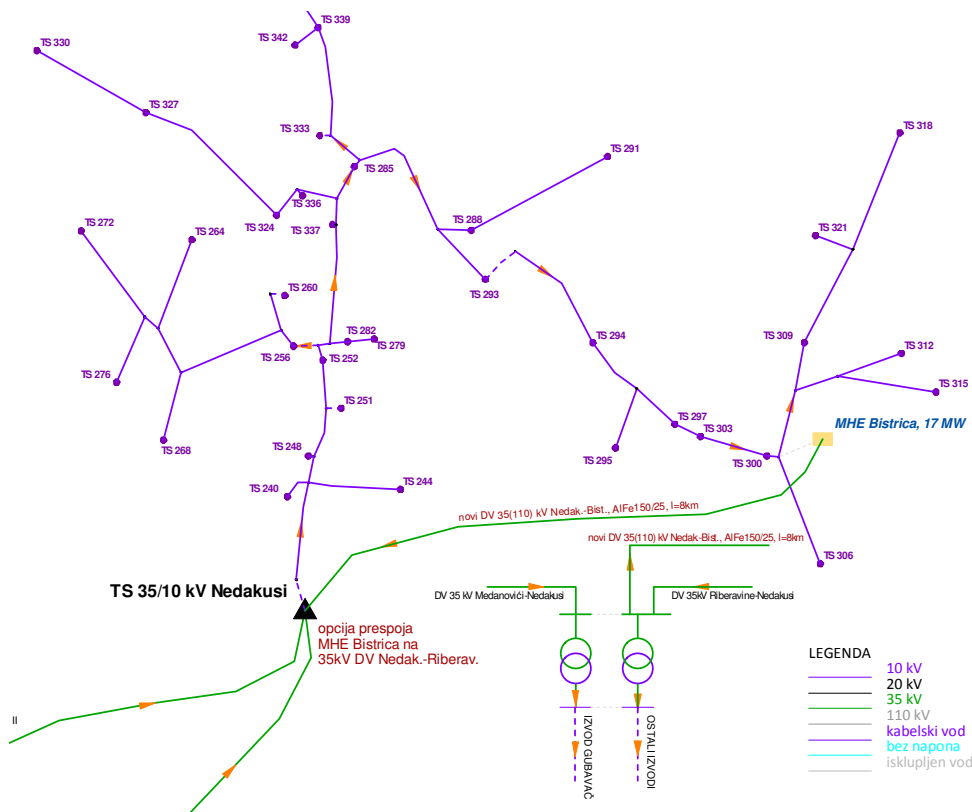 TS 339
TS 342
TS 330
TS 327
TS 333
TS 318
TS 291
TS 285
TS 336
TS 324
TS 337
TS 288
TS 321
TS 272
TS 264
TS 293
TS 260
TS 294
TS 309
TS 282
TS 256
TS 279
TS 252
TS 312
TS 276
TS 315
TS 251
TS 297
TS 303
MHE Bistrica, 17 MW
TS 268
TS 248
TS 295
TS 300
TS 240
TS 244
novi DV 35(110) kV Nedak.-Bist., AlFe150/25, l=8km
novi DV 35(110) kV Nedak.-Bist., AlFe150/25, l=8km
TS 306
TS 35/10 kV Nedakusi
DV 35 kV Medanovići-Nedakusi
DV 35kV Riberavine-Nedakusi
opcija prespoja
MHE Bistrica na
35kV DV Nedak.-Riberav.
II
IZVOD GUBAVAČ
OSTALI IZVODI
LEGENDA
10 kV
20 kV
35 kV
110 kV
kabelski vod
bez napona
isklupljen vod